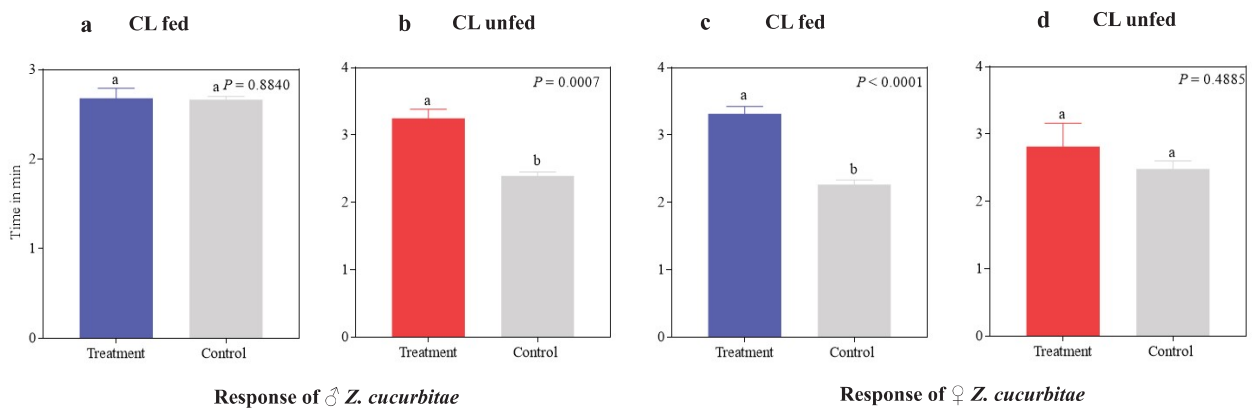 a CL fed
b CL unfed
c CL fed
d CL unfed
Time in min
3
2
1
0
a
a P = 0.8840
Treatment Control
4
3
2
1
0
P = 0.0007
a
b
Treatment Control
4
3
2
1
0
P < 0.0001
a
b
Treatment Control
4
3
2
1
0
P = 0.4885
a
a
Treatment Control
Response of ♂ Z. cucurbitae
Response of ♀ Z. cucurbitae